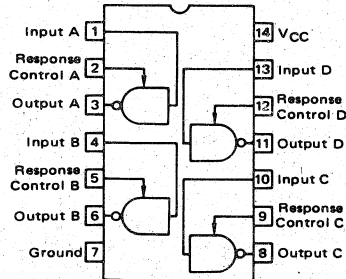 Input A 1
Response
Control A 2
Output A 3
Input B 4
Response
Control B 5
Output B 6
Ground 7
14 VCC
13 Input D
12 Response
Control D
11 Output D
10 Input C
9 Response
Control C
8 Output C